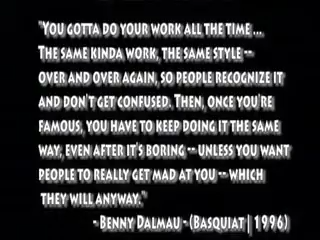 "You gotta do your work all the time ...
The same kinda work, the same style --
over and over again, so people recognize it
and don't get confused. Then, once you're
famous, you have to keep doing it the same
way, even after it's boring -- unless you want
people to really get mad at you -- which
they will anyway."
- Benny Dalmau - (Basquiat | 1996)